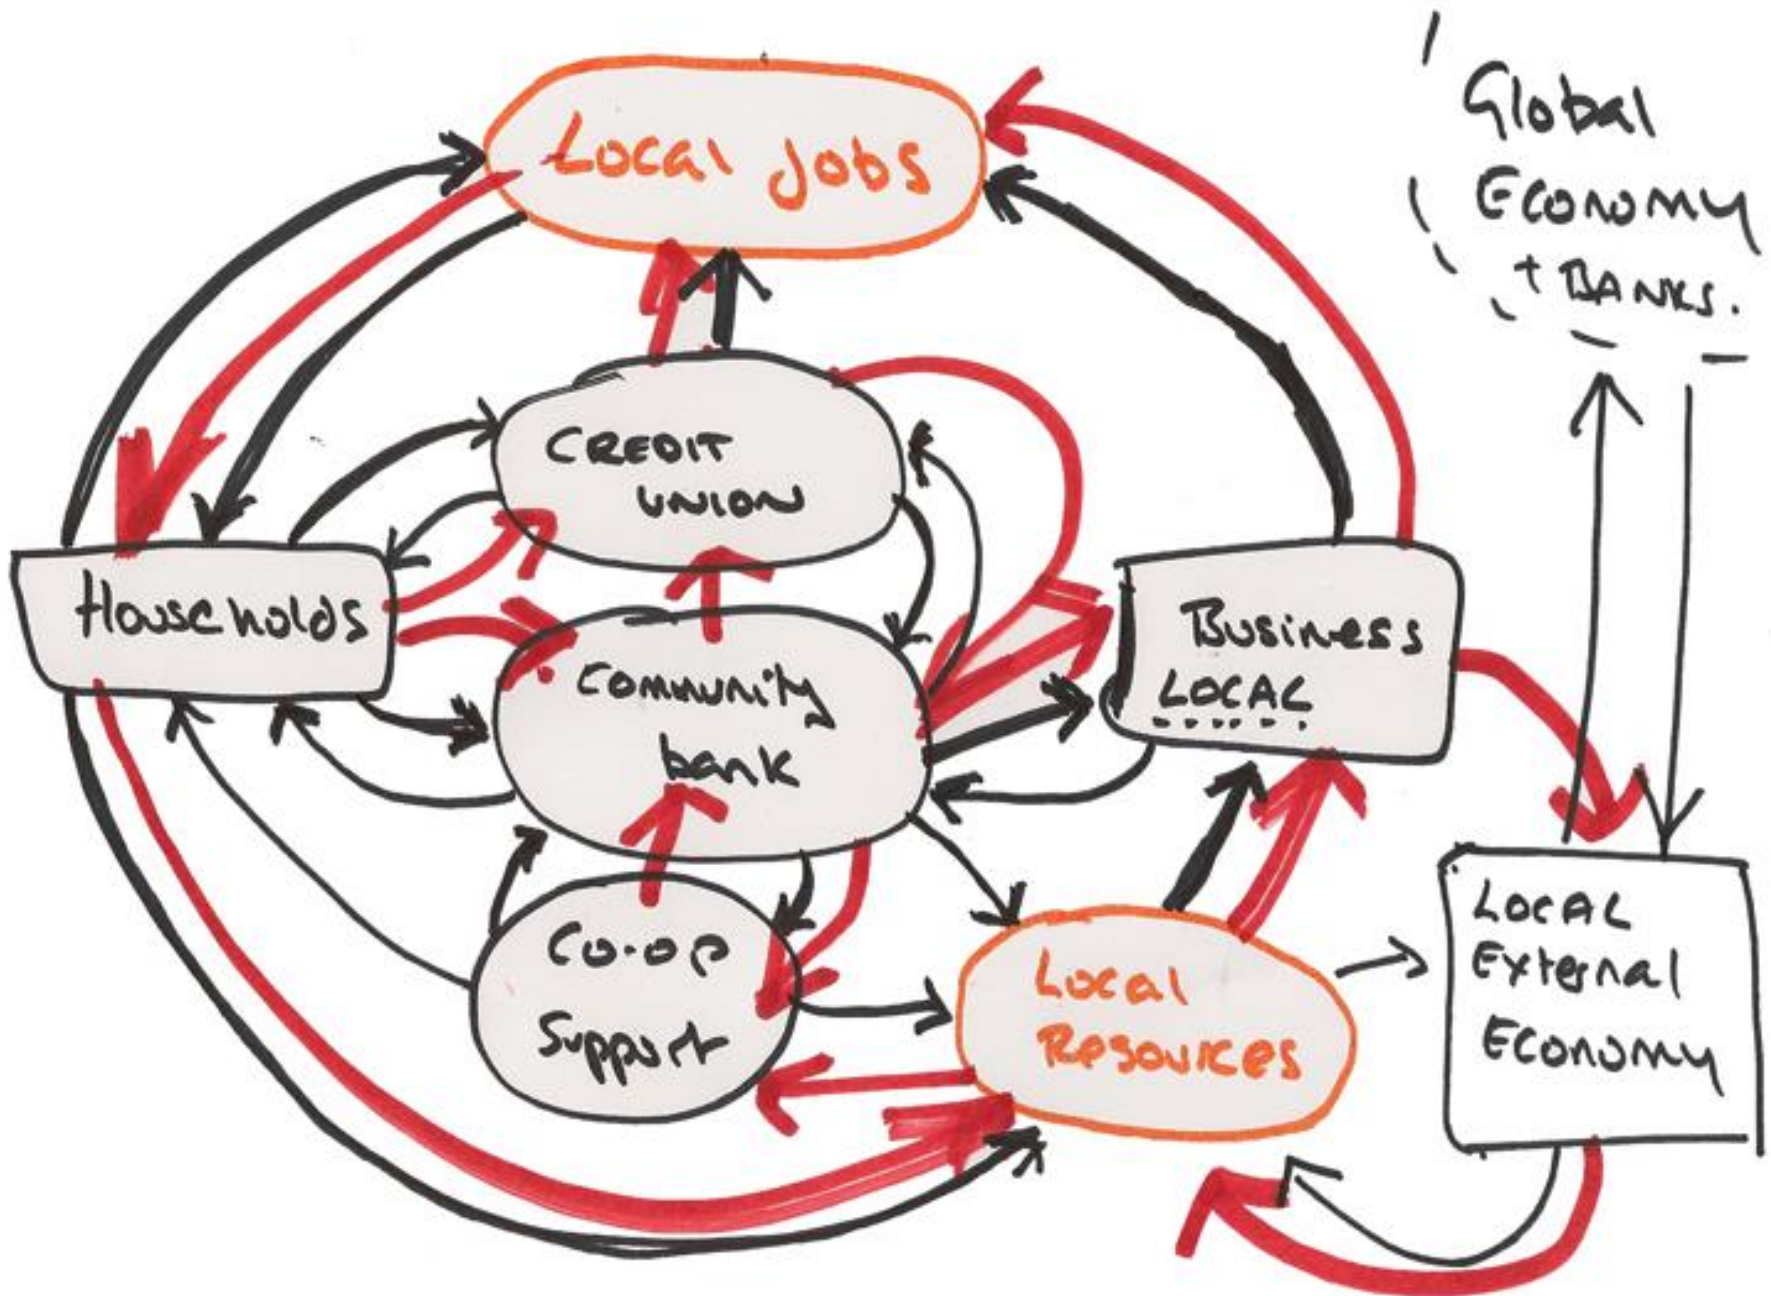 Local jobs
Global
Economy
+ BANKS.
CREDIT
UNION
Households
Community
bank
Business
LOCAL
Co-op
Support
Local
Resources
LOCAL
External
Economy